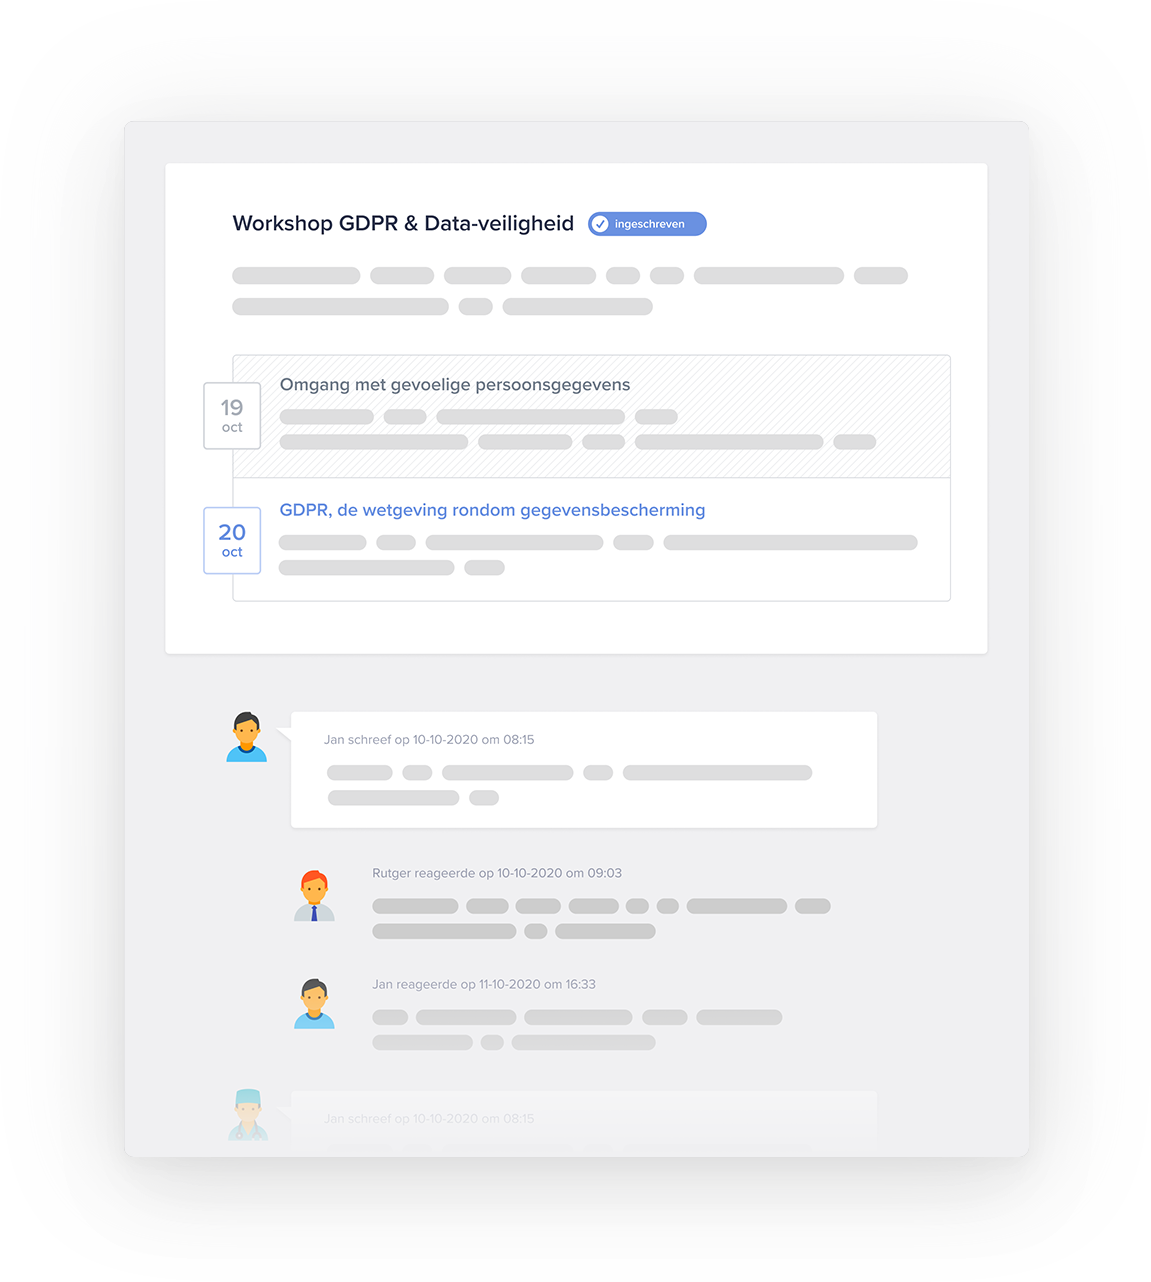 Workshop GDPR & Data-veiligheid
ingeschreven
19
oct
Omgang met gevoelige persoonsgegevens
20
oct
GDPR, de wetgeving rondom gegevensbescherming
Jan schreef op 10-10-2020 om 08:15
Rutger reageerde op 10-10-2020 om 09:03
Jan reageerde op 11-10-2020 om 16:33
Jan schreef op 10-10-2020 om 08:15